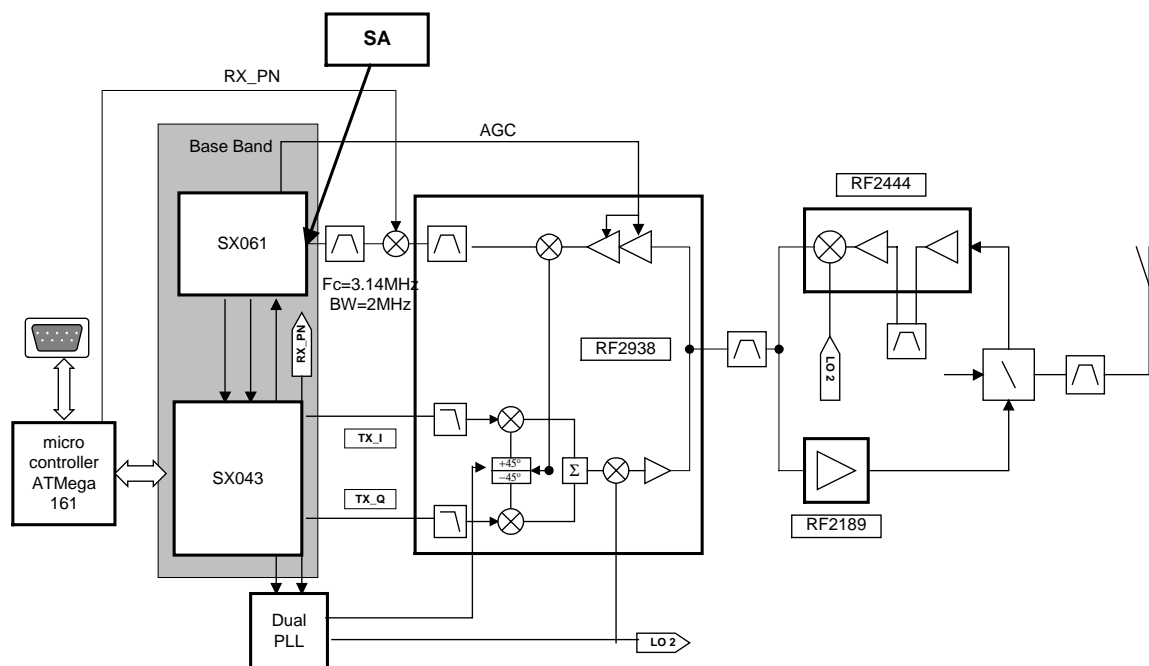 SA
RX_PN
AGC
Base Band
RF2444
SX061
Fc=3.14MHz
BW=2MHz
RX_PN
RF2938
LO 2
micro
controller
ATMega
161
SX043
TX_I
+45°
−45°
Σ
TX_Q
RF2189
Dual
PLL
LO 2